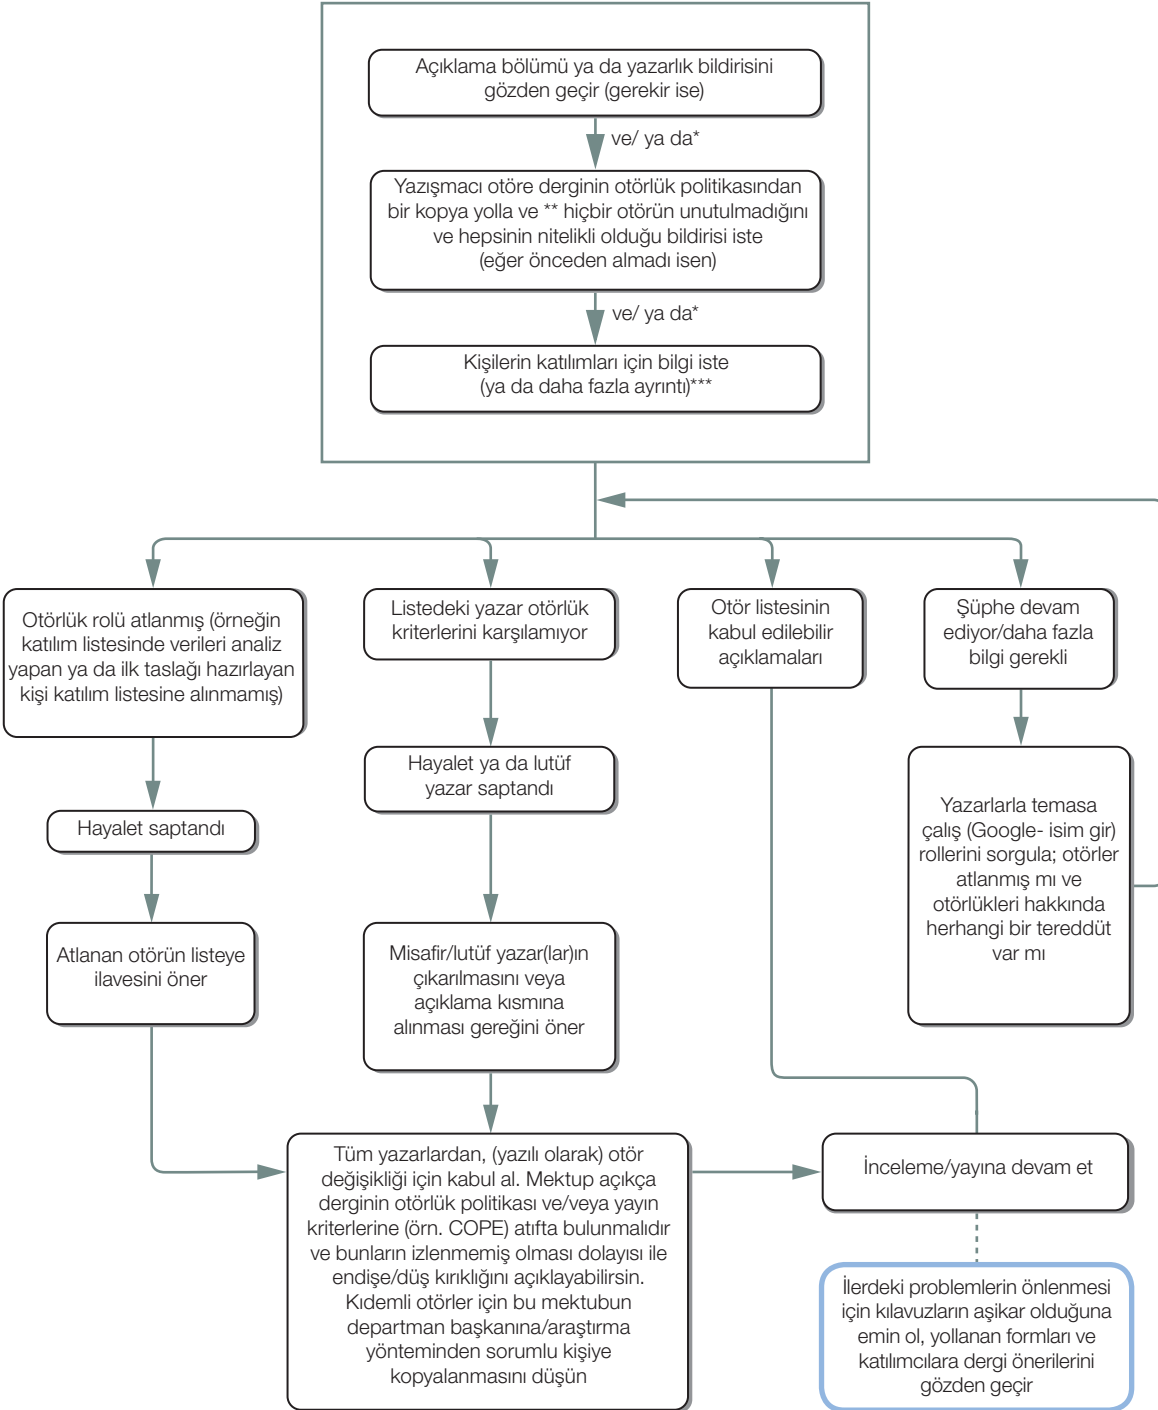 Açıklama bölümü ya da yazarlık bildirisini
gözden geçir (gerekir ise)
ve/ ya da*
Yazışmacı otöre derginin otörlük politikasından
bir kopya yolla ve ** hiçbir otörün unutulmadığını
ve hepsinin nitelikli olduğu bildirisi iste
(eğer önceden almadı isen)
ve/ ya da*
Kişilerin katılımları için bilgi iste
(ya da daha fazla ayrıntı)***
Otörlük rolü atlanmış (örneğin
katılım listesinde verileri analiz
yapan ya da ilk taslağı hazırlayan
kişi katılım listesine alınmamış)
Hayalet saptandı
Atlanan otörün listeye
ilavesini öner
Listedeki yazar otörlük
kriterlerini karşılamıyor
Hayalet ya da lutüf
yazar saptandı
Misafir/lutüf yazar(lar)ın
çıkarılmasını veya
açıklama kısmına
alınması gereğini öner
Otör listesinin
kabul edilebilir
açıklamaları
Şüphe devam
ediyor/daha fazla
bilgi gerekli
Yazarlarla temasa
çalış (Google- isim gir)
rollerini sorgula; otörler
atlanmış mı ve
otörlükleri hakkında
herhangi bir tereddüt
var mı
Tüm yazarlardan, (yazılı olarak) otör
değişikliği için kabul al. Mektup açıkça
derginin otörlük politikası ve/veya yayın
kriterlerine (örn. COPE) atıfta bulunmalıdır
ve bunların izlenmemiş olması dolayısı ile
endişe/düş kırıklığını açıklayabilirsin.
Kıdemli otörler için bu mektubun
departman başkanına/araştırma
yönteminden sorumlu kişiye
kopyalanmasını düşün
İnceleme/yayına devam et
İlerdeki problemlerin önlenmesi
için kılavuzların aşikar olduğuna
emin ol, yollanan formları ve
katılımcılara dergi önerilerini
gözden geçir